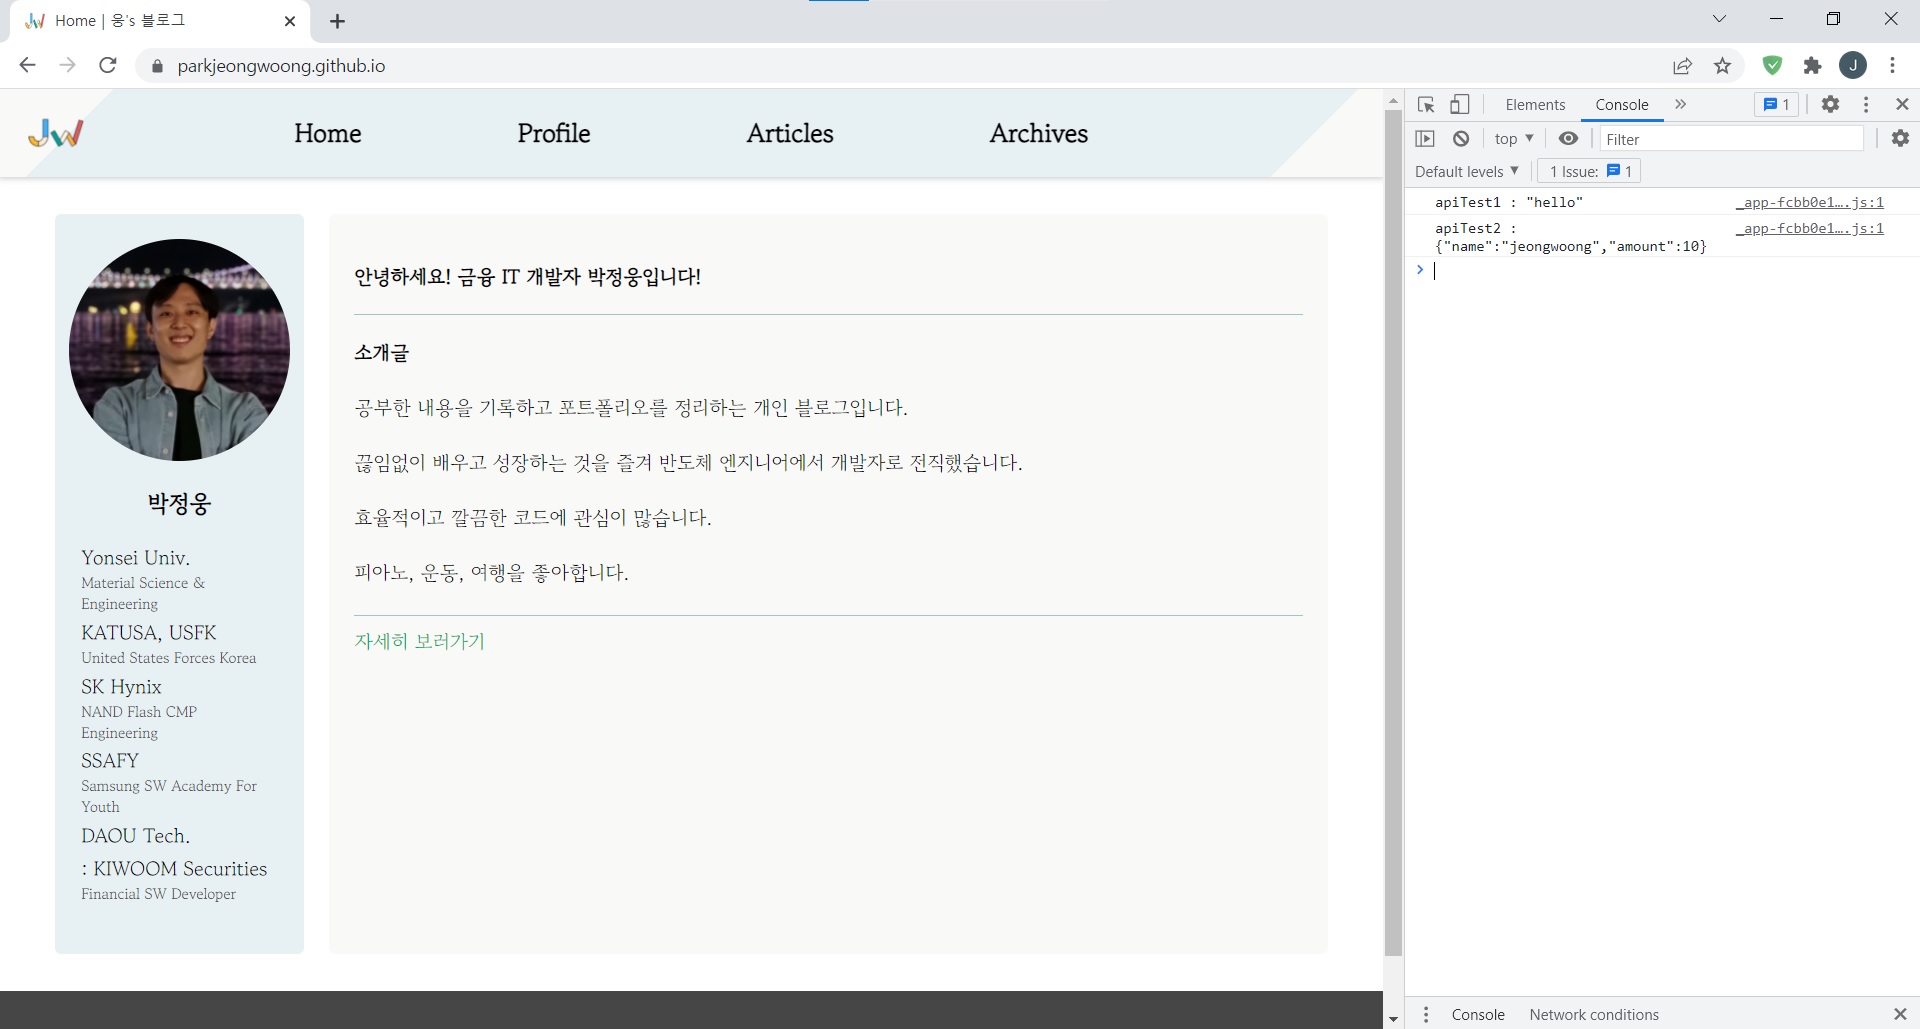 Home | 웅's 블로그
parkjeongwoong.github.io
J
JW
Home
Profile
Articles
Archives
박정웅
Yonsei Univ.
Material Science &
Engineering
KATUSA, USFK
United States Forces Korea
SK Hynix
NAND Flash CMP
Engineering
SSAFY
Samsung SW Academy For
Youth
DAOU Tech.
: KIWOOM Securities
Financial SW Developer
안녕하세요! 금융 IT 개발자 박정웅입니다!
소개글
공부한 내용을 기록하고 포트폴리오를 정리하는 개인 블로그입니다.
끊임없이 배우고 성장하는 것을 즐겨 반도체 엔지니어에서 개발자로 전직했습니다.
효율적이고 깔끔한 코드에 관심이 많습니다.
피아노, 운동, 여행을 좋아합니다.
자세히 보러가기
Elements
Console
1
top
Filter
Default levels
1 Issue: 1
apiTest1 : "hello" _app-fcbb0e1….js:1
apiTest2 : _app-fcbb0e1….js:1
{"name":"jeongwoong","amount":10}
Console
Network conditions